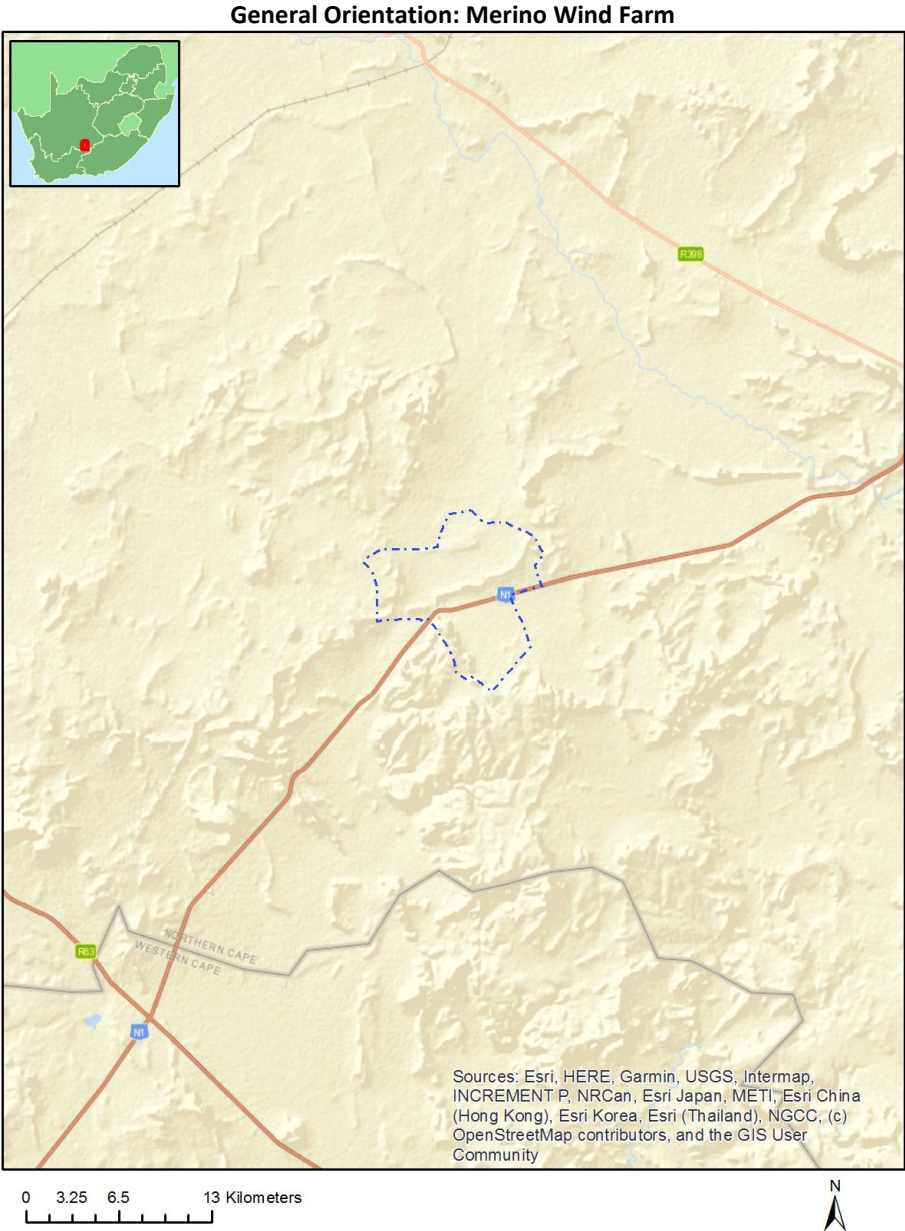 General Orientation: Merino Wind Farm
R398
N1
NORTHERN CAPE
WESTERN CAPE
R63
N1
Sources: Esri, HERE, Garmin, USGS, Intermap,
INCREMENT P, NRCan, Esri Japan, METI, Esri China
(Hong Kong), Esri Korea, Esri (Thailand), NGCC, (c)
OpenStreetMap contributors, and the GIS User
Community
0 3.25 6.5 13 Kilometers
N